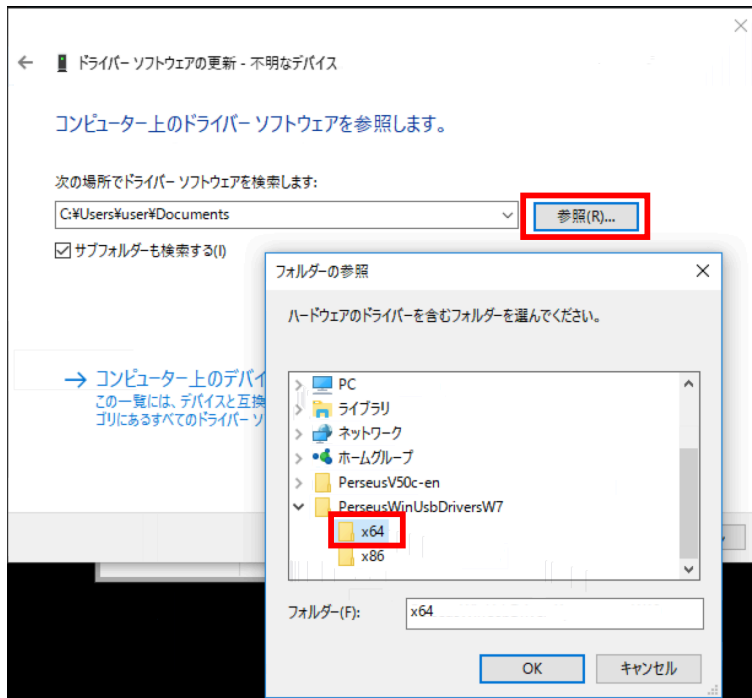 ドライバー ソフトウェアの更新 - 不明なデバイス
コンピューター上のドライバー ソフトウェアを参照します。
次の場所でドライバー ソフトウェアを検索します:
C:¥Users¥user¥Documents
参照(R)...
サブフォルダーも検索する(I)
フォルダーの参照
ハードウェアのドライバーを含むフォルダーを選んでください。
コンピューター上のデバイ
この一覧には、デバイスと互換
ゴリにあるすべてのドライバー ソ
PC
ライブラリ
ネットワーク
ホームグループ
PerseusV50c-en
PerseusWinUsbDriversW7
x64
x86
フォルダー(F):
x64
OK
キャンセル